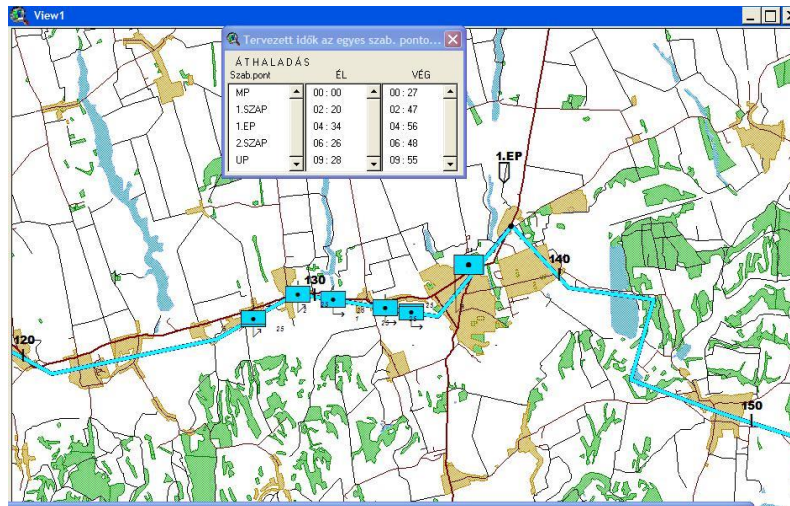 View1
Tervezett idők az egyes szab. ponto...
ÁTHALADÁS
Szab.pont ÉL VÉG
MP 00 : 00 00 : 27
1.SZAP 02 : 20 02 : 47
1.EP 04 : 34 04 : 56
2.SZAP 06 : 26 06 : 48
UP 09 : 28 09 : 55
1.EP
140
130
120
150
25
25